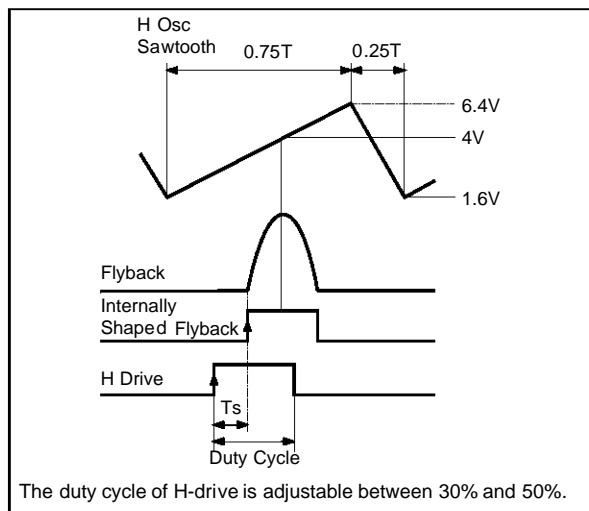 H Osc
Sawtooth
0.75T
0.25T
6.4V
4V
1.6V
Flyback
Internally
Shaped Flyback
H Drive
Ts
Duty Cycle
The duty cycle of H-drive is adjustable between 30% and 50%.